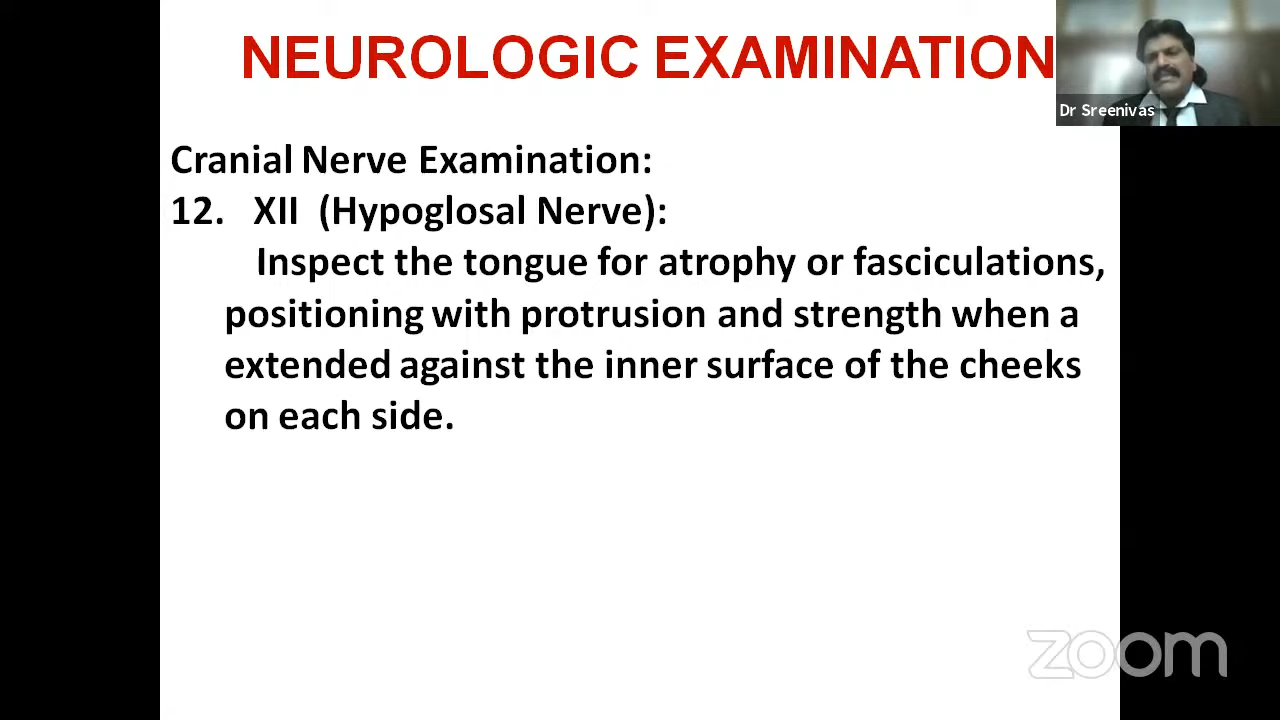 NEUROLOGIC EXAMINATION
Dr Sreenivas
Cranial Nerve Examination:
12. XII (Hypoglosal Nerve):
Inspect the tongue for atrophy or fasciculations,
positioning with protrusion and strength when a
extended against the inner surface of the cheeks
on each side.
zoom